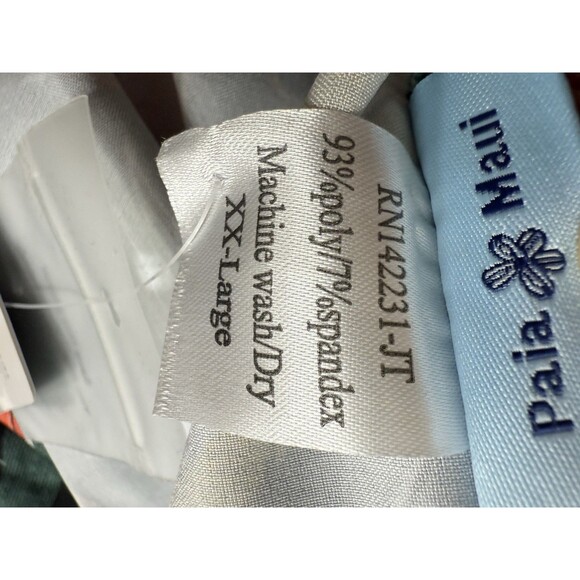 Paia Maui
RN142231-JT
93%poly/7%spandex
Machine wash/Dry
XX-Large